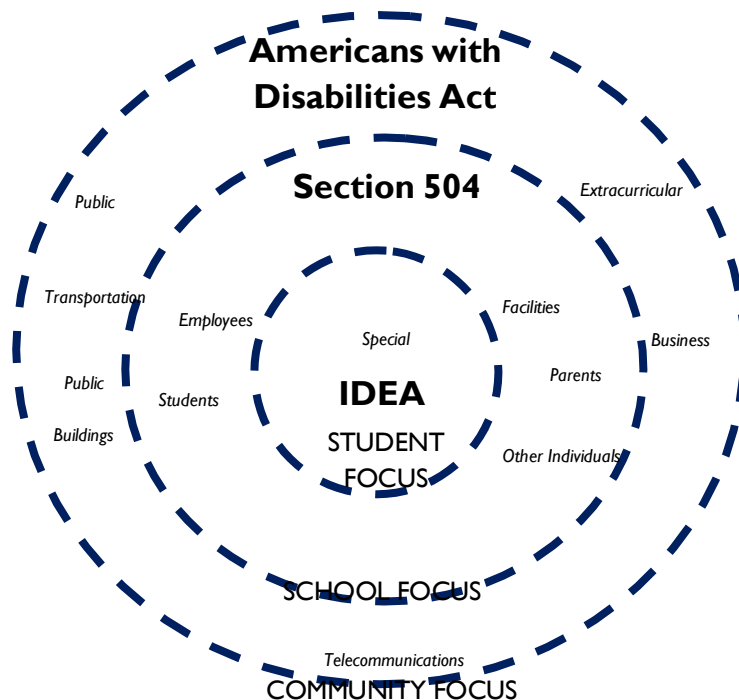 Americans with
Disabilities Act
Section 504
Extracurricular
Public
Transportation
Facilities
Employees
Special
Business
Parents
Public
IDEA
Students
Buildings
STUDENT
FOCUS
Other Individuals
SCHOOL FOCUS
Telecommunications
COMMUNITY FOCUS